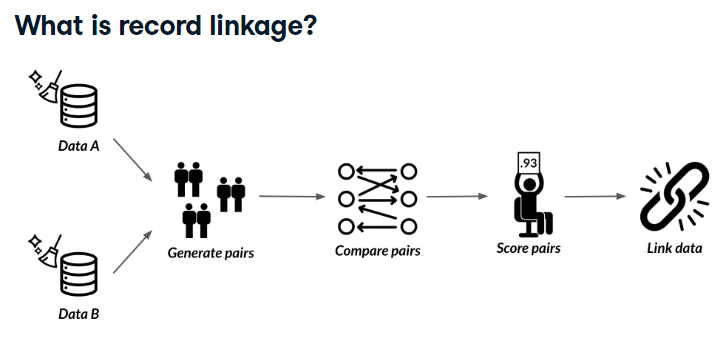 What is record linkage?
Data A
Generate pairs
Compare pairs
.93
Score pairs
Link data
Data B